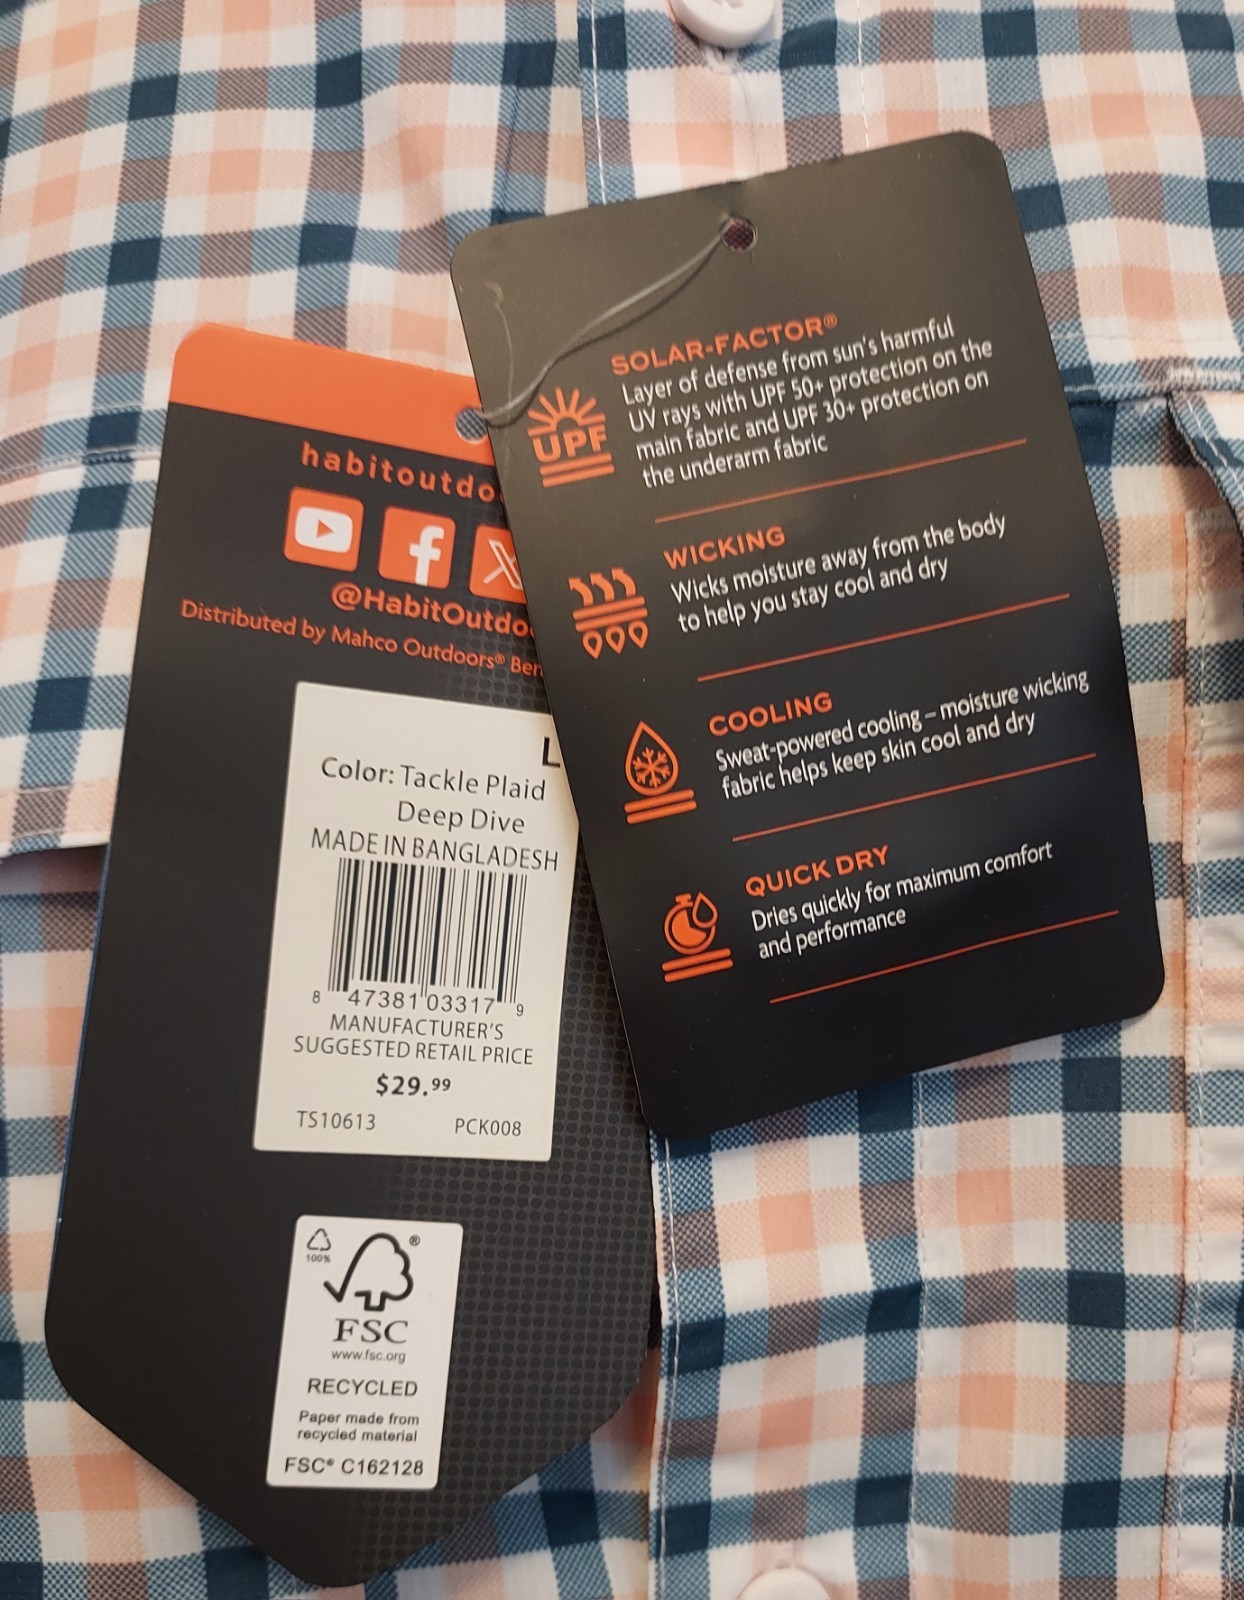 habitoutdo
@HabitOutdo
Distributed by Mahco Outdoors® Ben
L
Color: Tackle Plaid
Deep Dive
MADE IN BANGLADESH
8 47381 03317 9
MANUFACTURER'S
SUGGESTED RETAIL PRICE
$29.99
TS10613 PCK008
100%
®
FSC
www.fsc.org
RECYCLED
Paper made from
recycled material
FSC® C162128
SOLAR-FACTOR®
Layer of defense from sun's harmful
UV rays with UPF 50+ protection on the
main fabric and UPF 30+ protection on
the underarm fabric
UPF
WICKING
Wicks moisture away from the body
to help you stay cool and dry
COOLING
Sweat-powered cooling – moisture wicking
fabric helps keep skin cool and dry
QUICK DRY
Dries quickly for maximum comfort
and performance